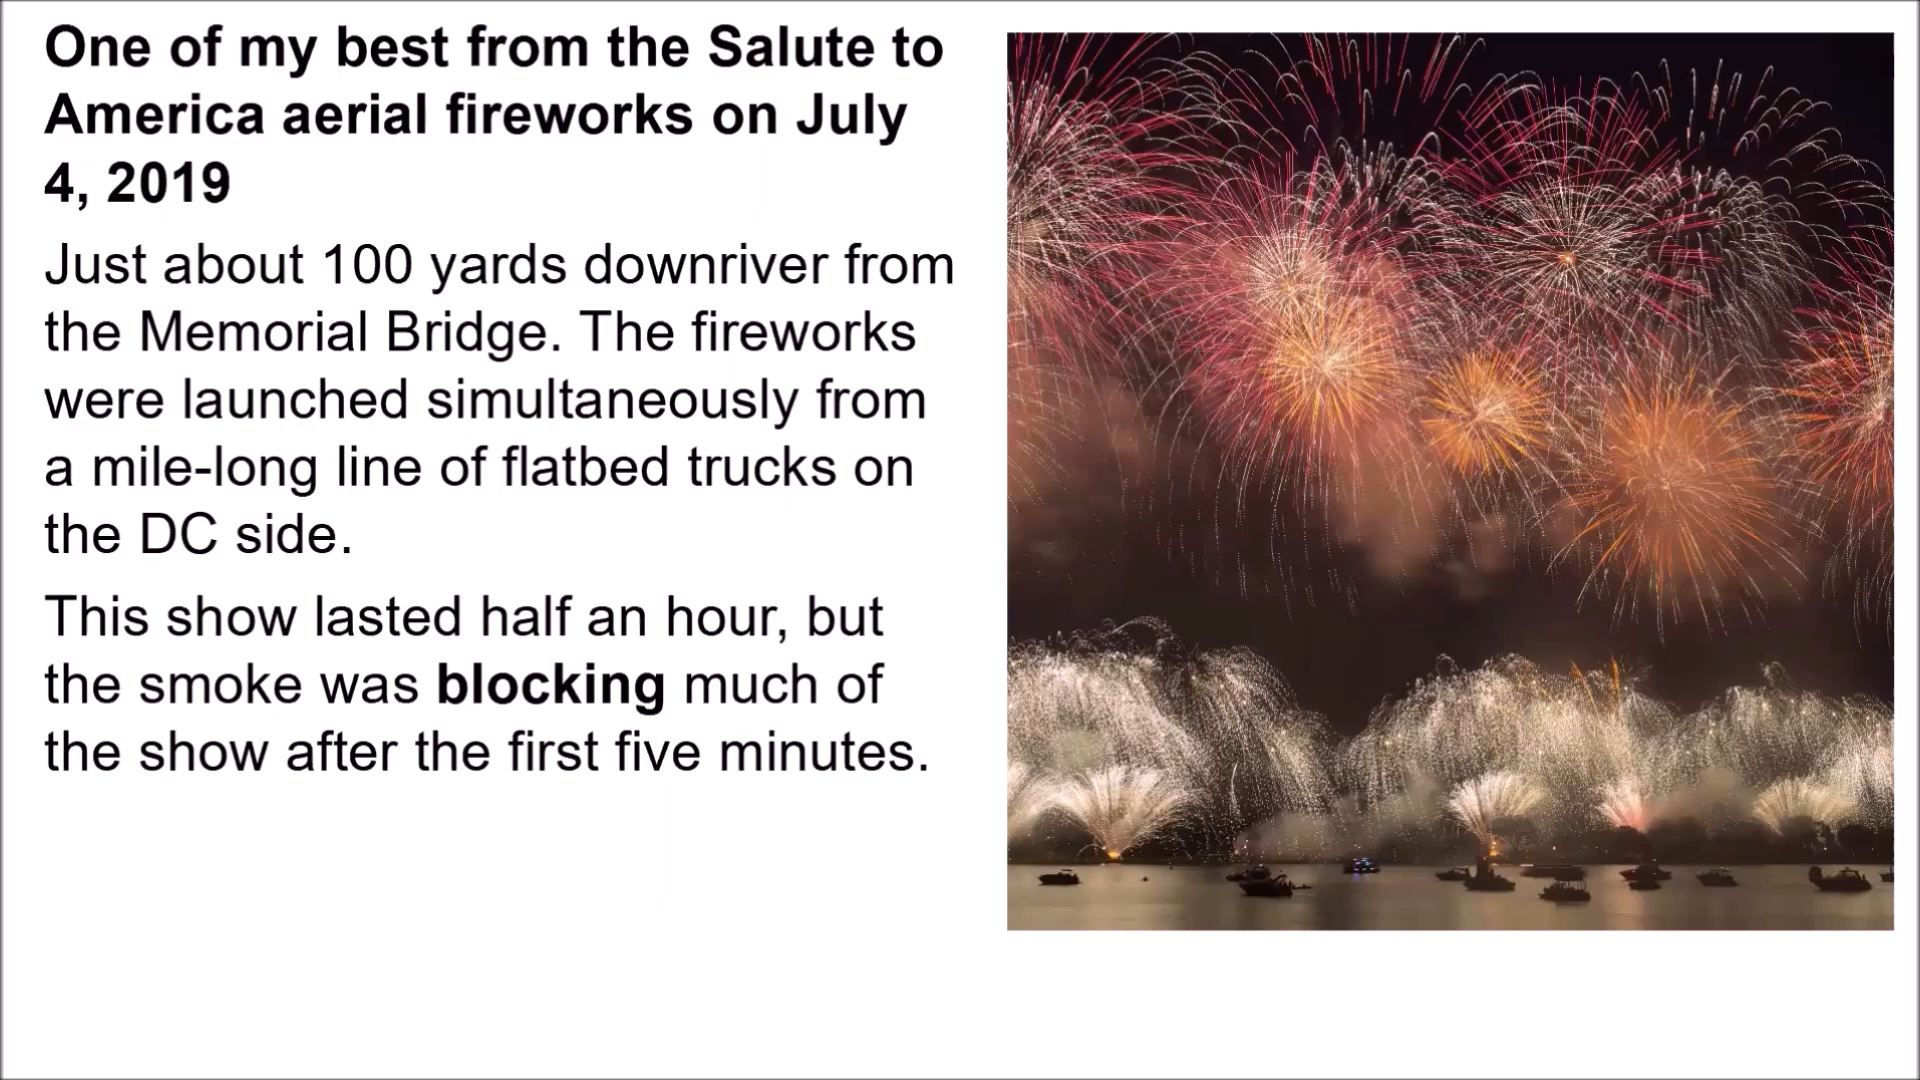 One of my best from the Salute to
America aerial fireworks on July
4, 2019
Just about 100 yards downriver from
the Memorial Bridge. The fireworks
were launched simultaneously from
a mile-long line of flatbed trucks on
the DC side.
This show lasted half an hour, but
the smoke was blocking much of
the show after the first five minutes.